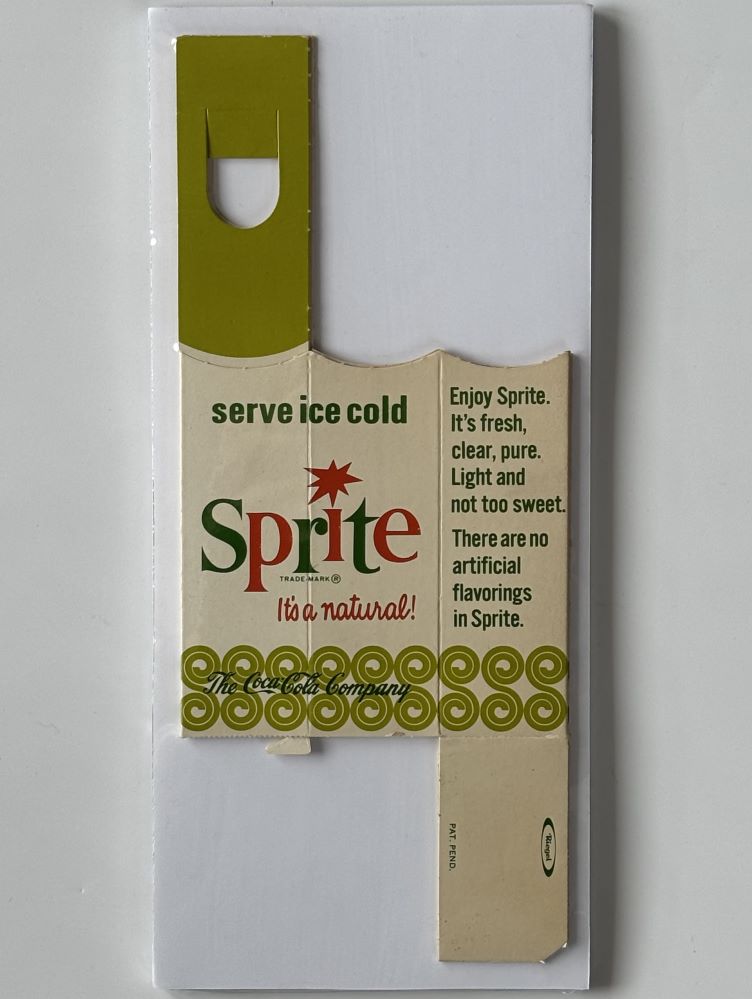 serve ice cold
Sprite
TRADE-MARK ®
It's a natural!
The Coca-Cola Company
Enjoy Sprite.
It's fresh,
clear, pure.
Light and
not too sweet.
There are no
artificial
flavorings
in Sprite.
PAT. PEND.
Riegel